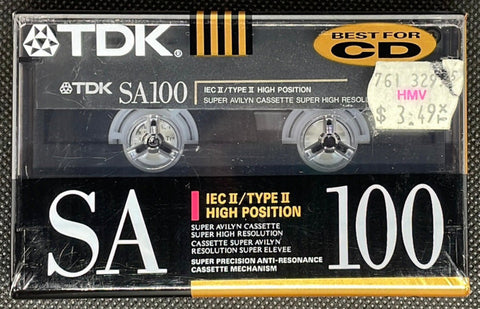 TDK.
BEST FOR
CD
TDK SA100
IEC II/TYPE II HIGH POSITION
SUPER AVILYN CASSETTE SUPER HIGH
761 329
HMV
$ 3.49
SA
IEC II/TYPE II
HIGH POSITION
SUPER AVILYN CASSETTE
SUPER HIGH RESOLUTION
CASSETTE SUPER AVILYN
RESOLUTION SUPER ELEVEE
SUPER PRECISION ANTI-RESONANCE
CASSETTE MECHANISM
100